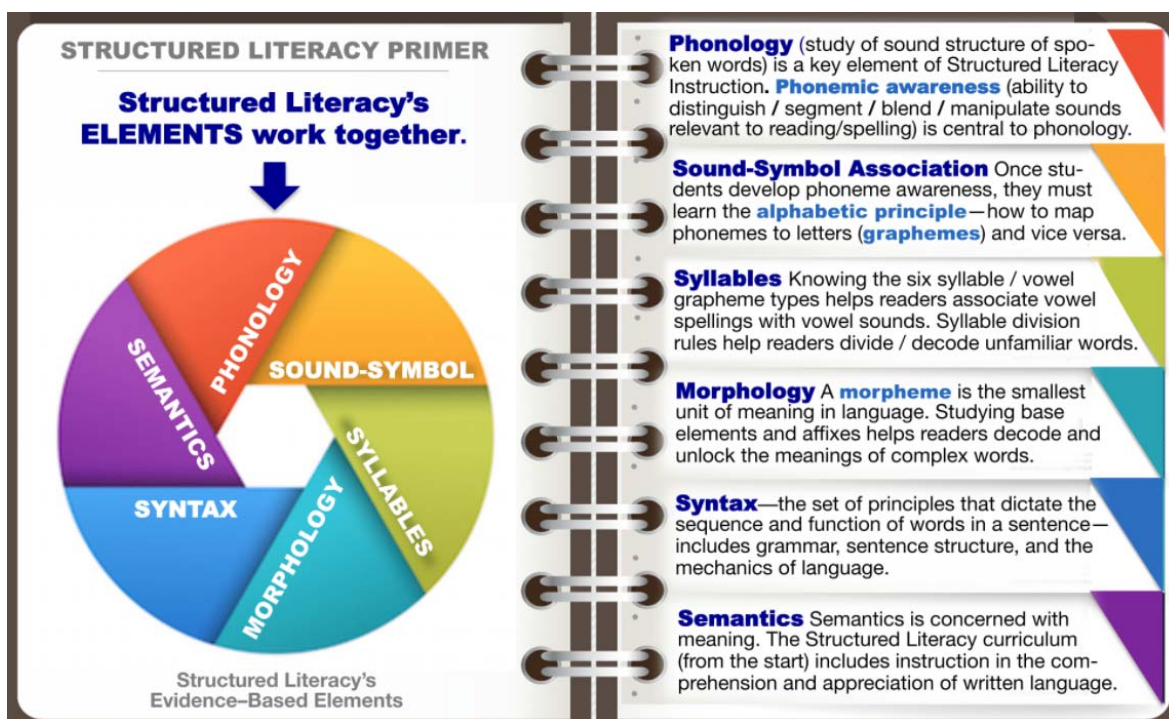 STRUCTURED LITERACY PRIMER
Structured Literacy's
ELEMENTS work together.
PHONOLOGY
SOUND-SYMBOL
SYLLABLES
MORPHOLOGY
SYNTAX
SEMANTICS
Structured Literacy's
Evidence–Based Elements
Phonology (study of sound structure of spo-
ken words) is a key element of Structured Literacy
Instruction. Phonemic awareness (ability to
distinguish / segment / blend / manipulate sounds
relevant to reading/spelling) is central to phonology.
Sound-Symbol Association Once stu-
dents develop phoneme awareness, they must
learn the alphabetic principle—how to map
phonemes to letters (graphemes) and vice versa.
Syllables Knowing the six syllable / vowel
grapheme types helps readers associate vowel
spellings with vowel sounds. Syllable division
rules help readers divide / decode unfamiliar words.
Morphology A morpheme is the smallest
unit of meaning in language. Studying base
elements and affixes helps readers decode and
unlock the meanings of complex words.
Syntax—the set of principles that dictate the
sequence and function of words in a sentence—
includes grammar, sentence structure, and the
mechanics of language.
Semantics Semantics is concerned with
meaning. The Structured Literacy curriculum
(from the start) includes instruction in the com-
prehension and appreciation of written language.